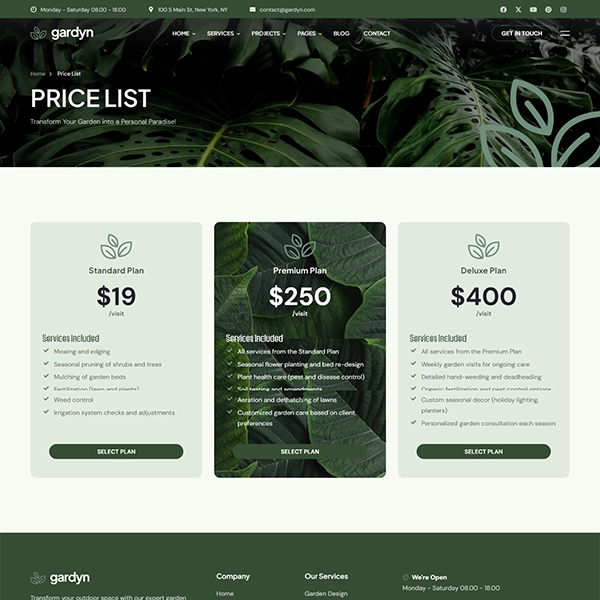 Monday - Saturday 08.00 - 18.00
100 S Main St, New York, NY
contact@gardyn.com
gardyn
HOME
SERVICES
PROJECTS
PAGES
BLOG
CONTACT
GET IN TOUCH
Home > Price List
PRICE LIST
Transform Your Garden into a Personal Paradise!
Standard Plan
$19
/visit
Services Included
Mowing and edging
Seasonal pruning of shrubs and trees
Mulching of garden beds
Fertilization (lawn and plants)
Weed control
Irrigation system checks and adjustments
SELECT PLAN
Premium Plan
$250
/visit
Services Included
All services from the Standard Plan
Seasonal flower planting and bed re-design
Plant health care (pest and disease control)
Soil testing and amendments
Aeration and dethatching of lawns
Customized garden care based on client
preferences
SELECT PLAN
Deluxe Plan
$400
/visit
Services Included
All services from the Premium Plan
Weekly garden visits for ongoing care
Detailed hand-weeding and deadheading
Organic fertilization and pest control options
Custom seasonal decor (holiday lighting,
planters)
Personalized garden consultation each season
SELECT PLAN
gardyn
Transform your outdoor space with our expert garden
Company
Home
Our Services
Garden Design
We're Open
Monday - Saturday 08.00 - 18.00